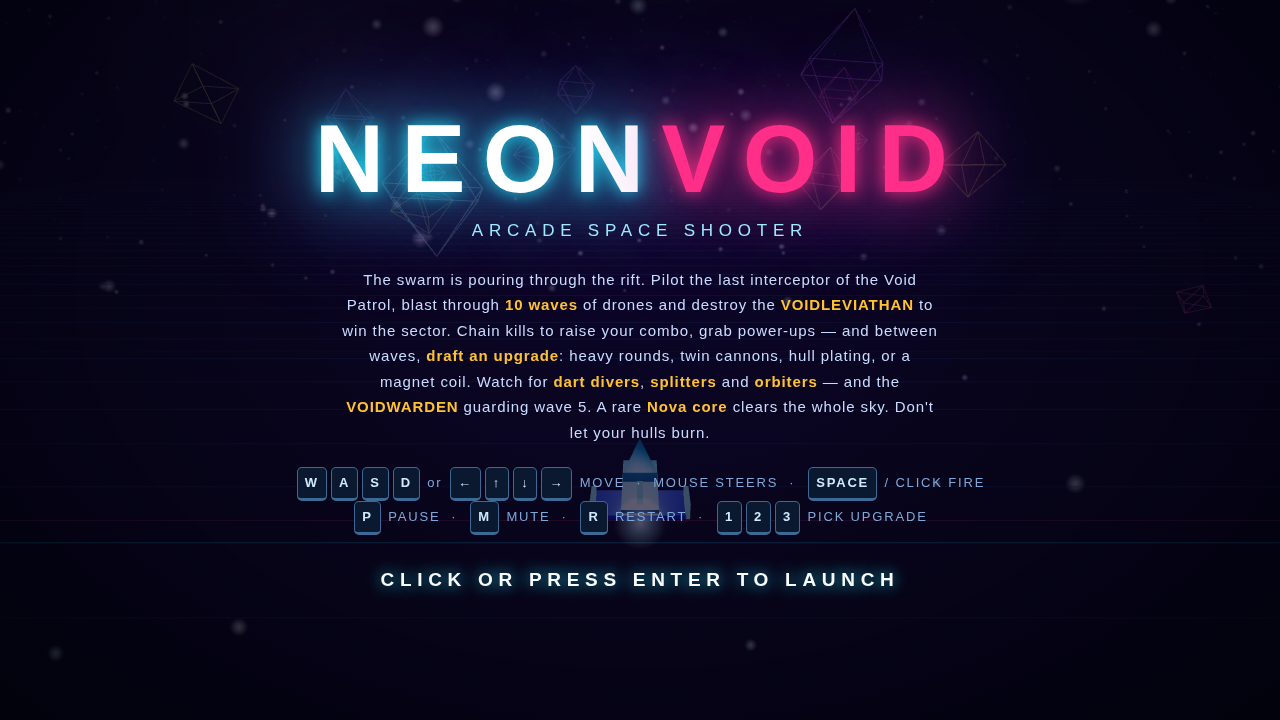 NEONVOID
ARCADE SPACE SHOOTER
The swarm is pouring through the rift. Pilot the last interceptor of the Void
Patrol, blast through 10 waves of drones and destroy the VOIDLEVIATHAN to
win the sector. Chain kills to raise your combo, grab power-ups — and between
waves, draft an upgrade: heavy rounds, twin cannons, hull plating, or a
magnet coil. Watch for dart divers, splitters and orbiters — and the
VOIDWARDEN guarding wave 5. A rare Nova core clears the whole sky. Don't
let your hulls burn.
W A S D or ← ↑ ↓ → MOVE · MOUSE STEERS · SPACE / CLICK FIRE
P PAUSE · M MUTE · R RESTART · 1 2 3 PICK UPGRADE
CLICK OR PRESS ENTER TO LAUNCH